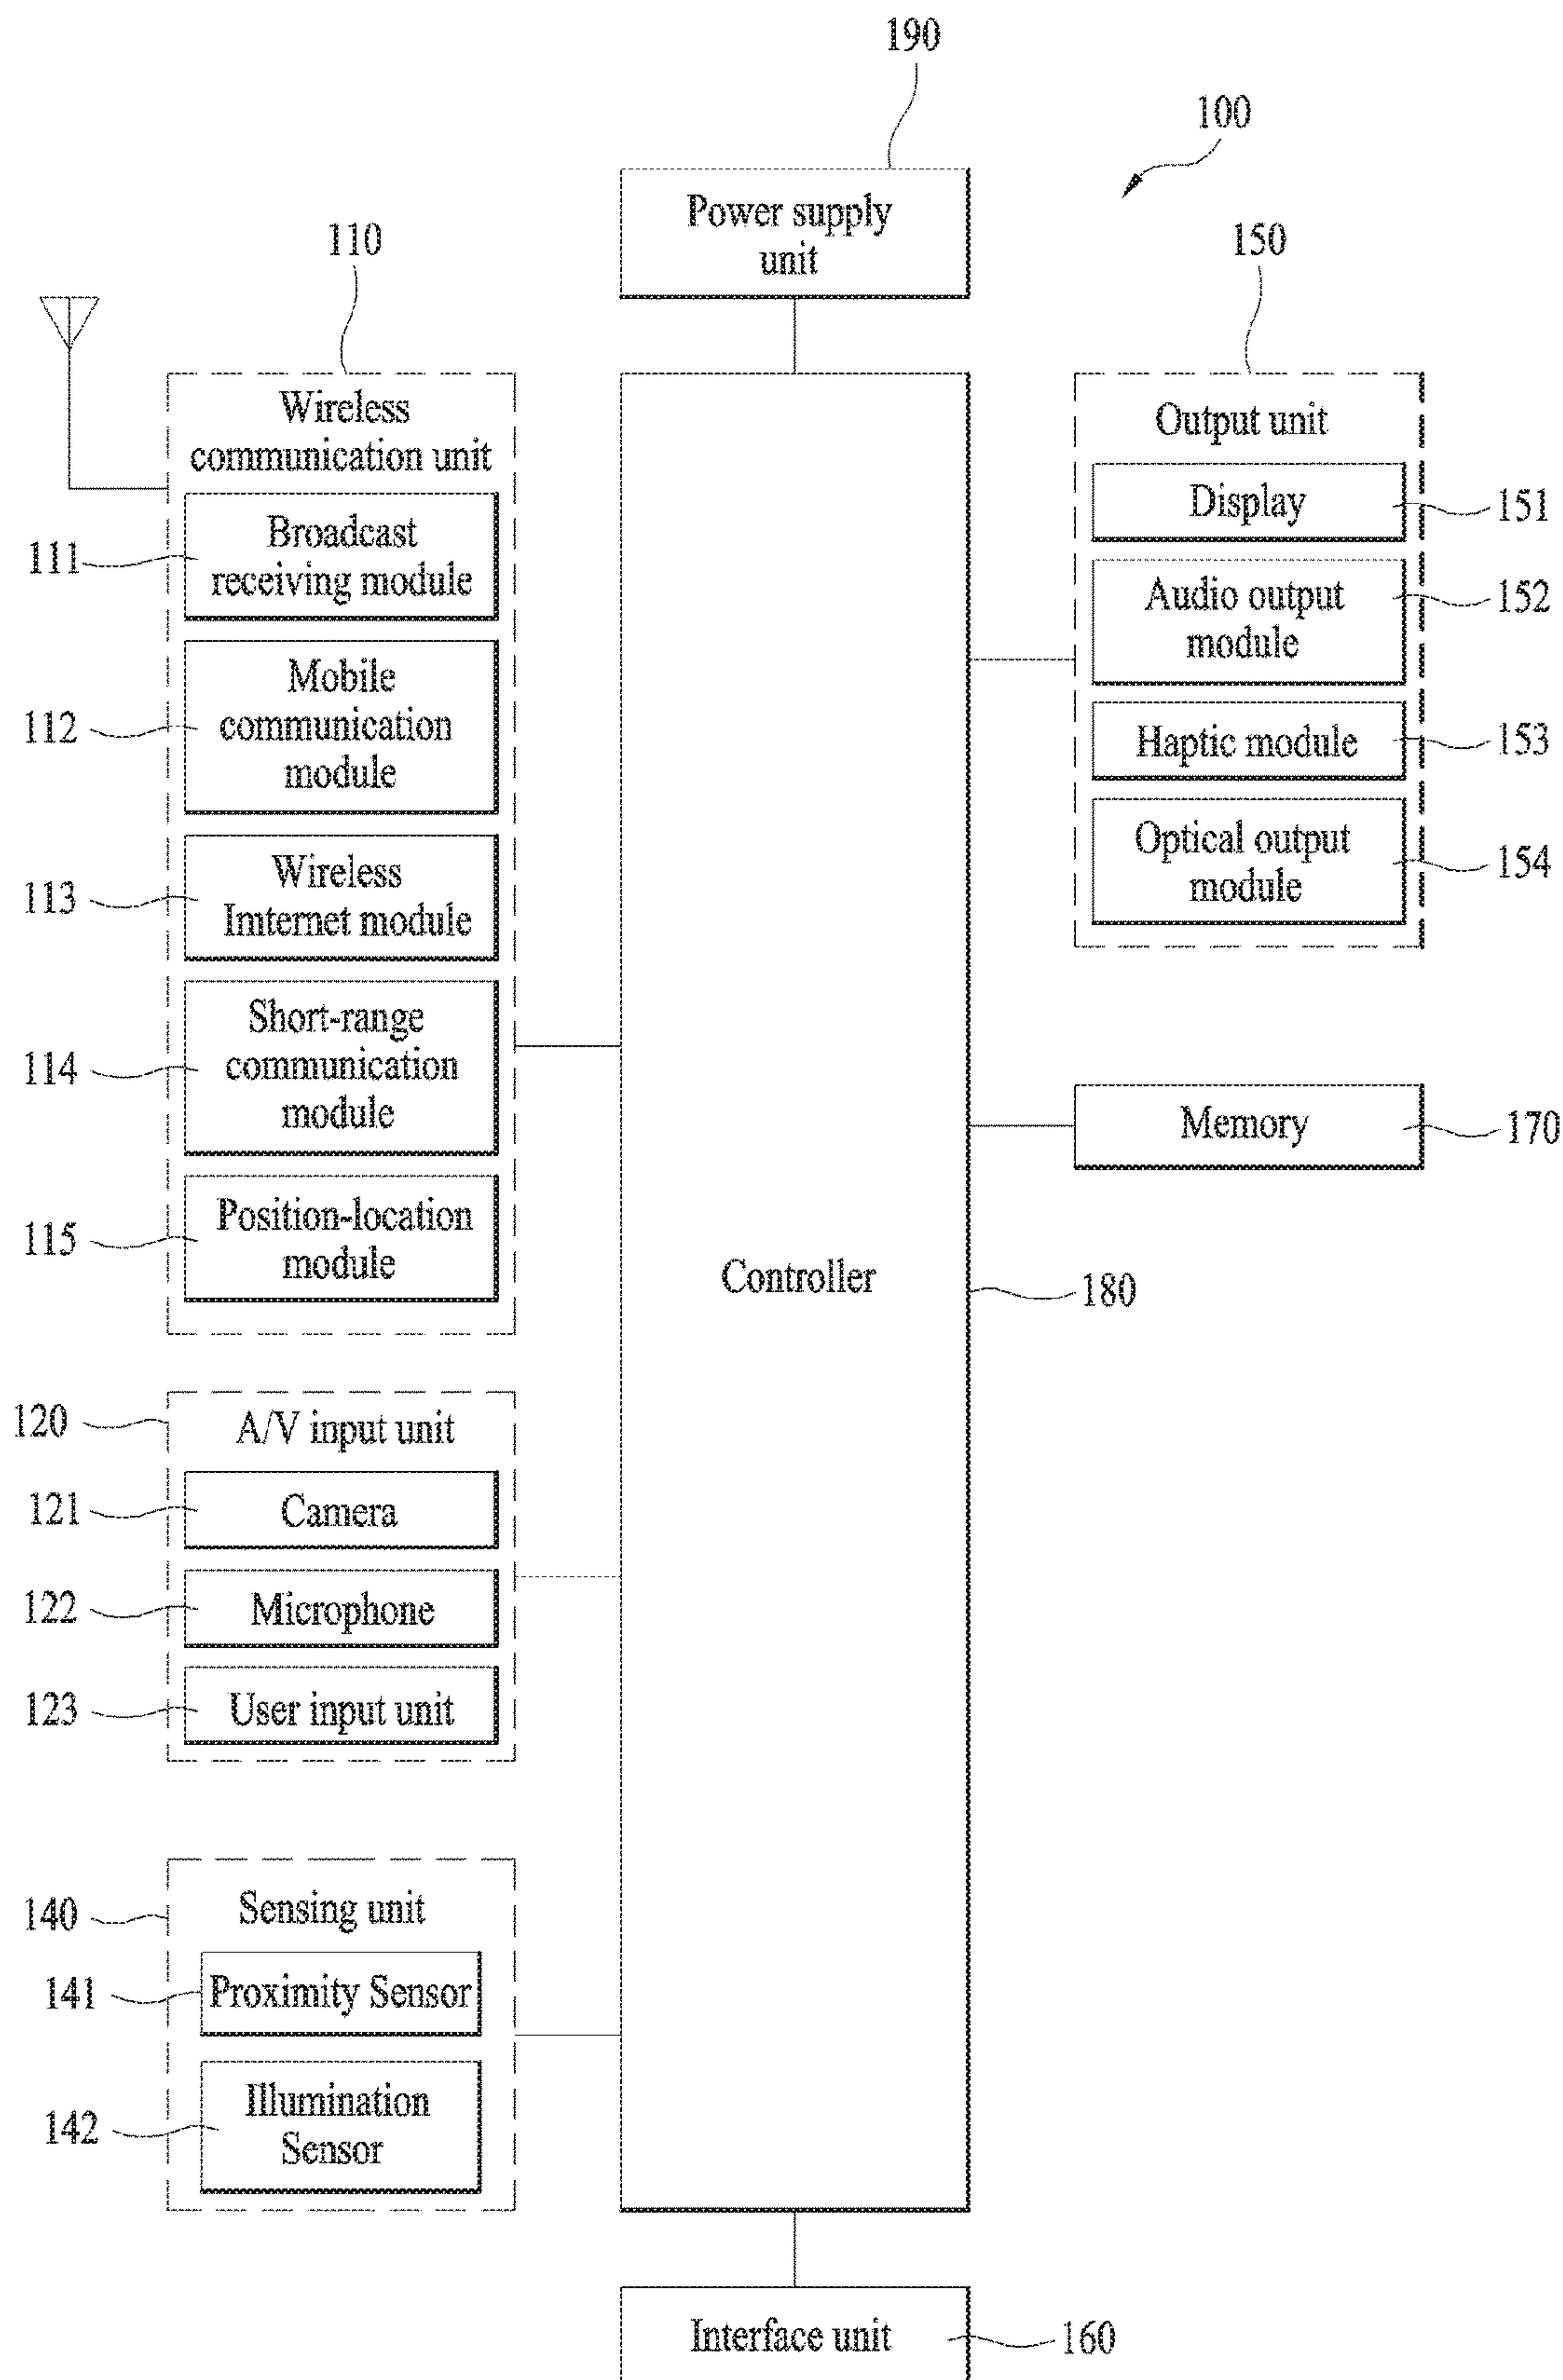 190
100
Power supply
unit
110
150
Wireless
communication unit
111
Broadcast
receiving module
112
Mobile
communication
module
113
Wireless
Imternet module
114
Short-range
communication
module
115
Position-location
module
Output unit
Display
151
Audio output
module
152
Haptic module
153
Optical output
module
154
Memory
170
Controller
180
120
A/V input unit
121
Camera
122
Microphone
123
User input unit
140
Sensing unit
141
Proximity Sensor
142
Illumination
Sensor
Interface unit
160